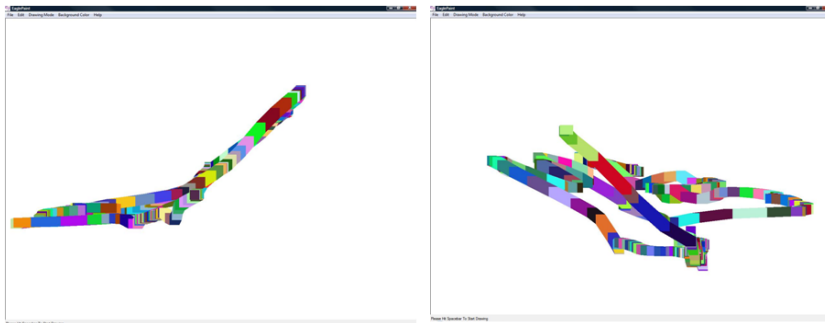 EaglePaint
File Edit Drawing Mode Background Color Help
EaglePaint
File Edit Drawing Mode Background Color Help
Please Hit Spacebar To Start Drawing